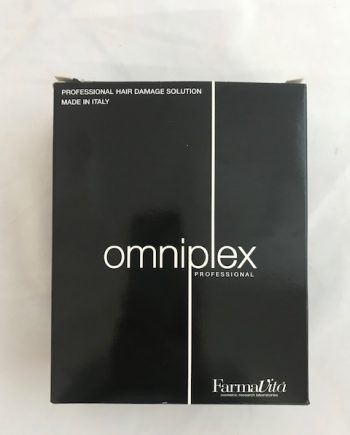 PROFESSIONAL HAIR DAMAGE SOLUTION
MADE IN ITALY
omniplex
PROFESSIONAL
FarmaVita
cosmetic research laboratories